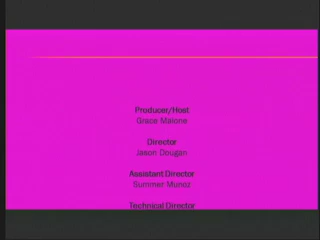 Producer/Host
Grace Malone
Director
Jason Dougan
Assistant Director
Summer Munoz
Technical Director